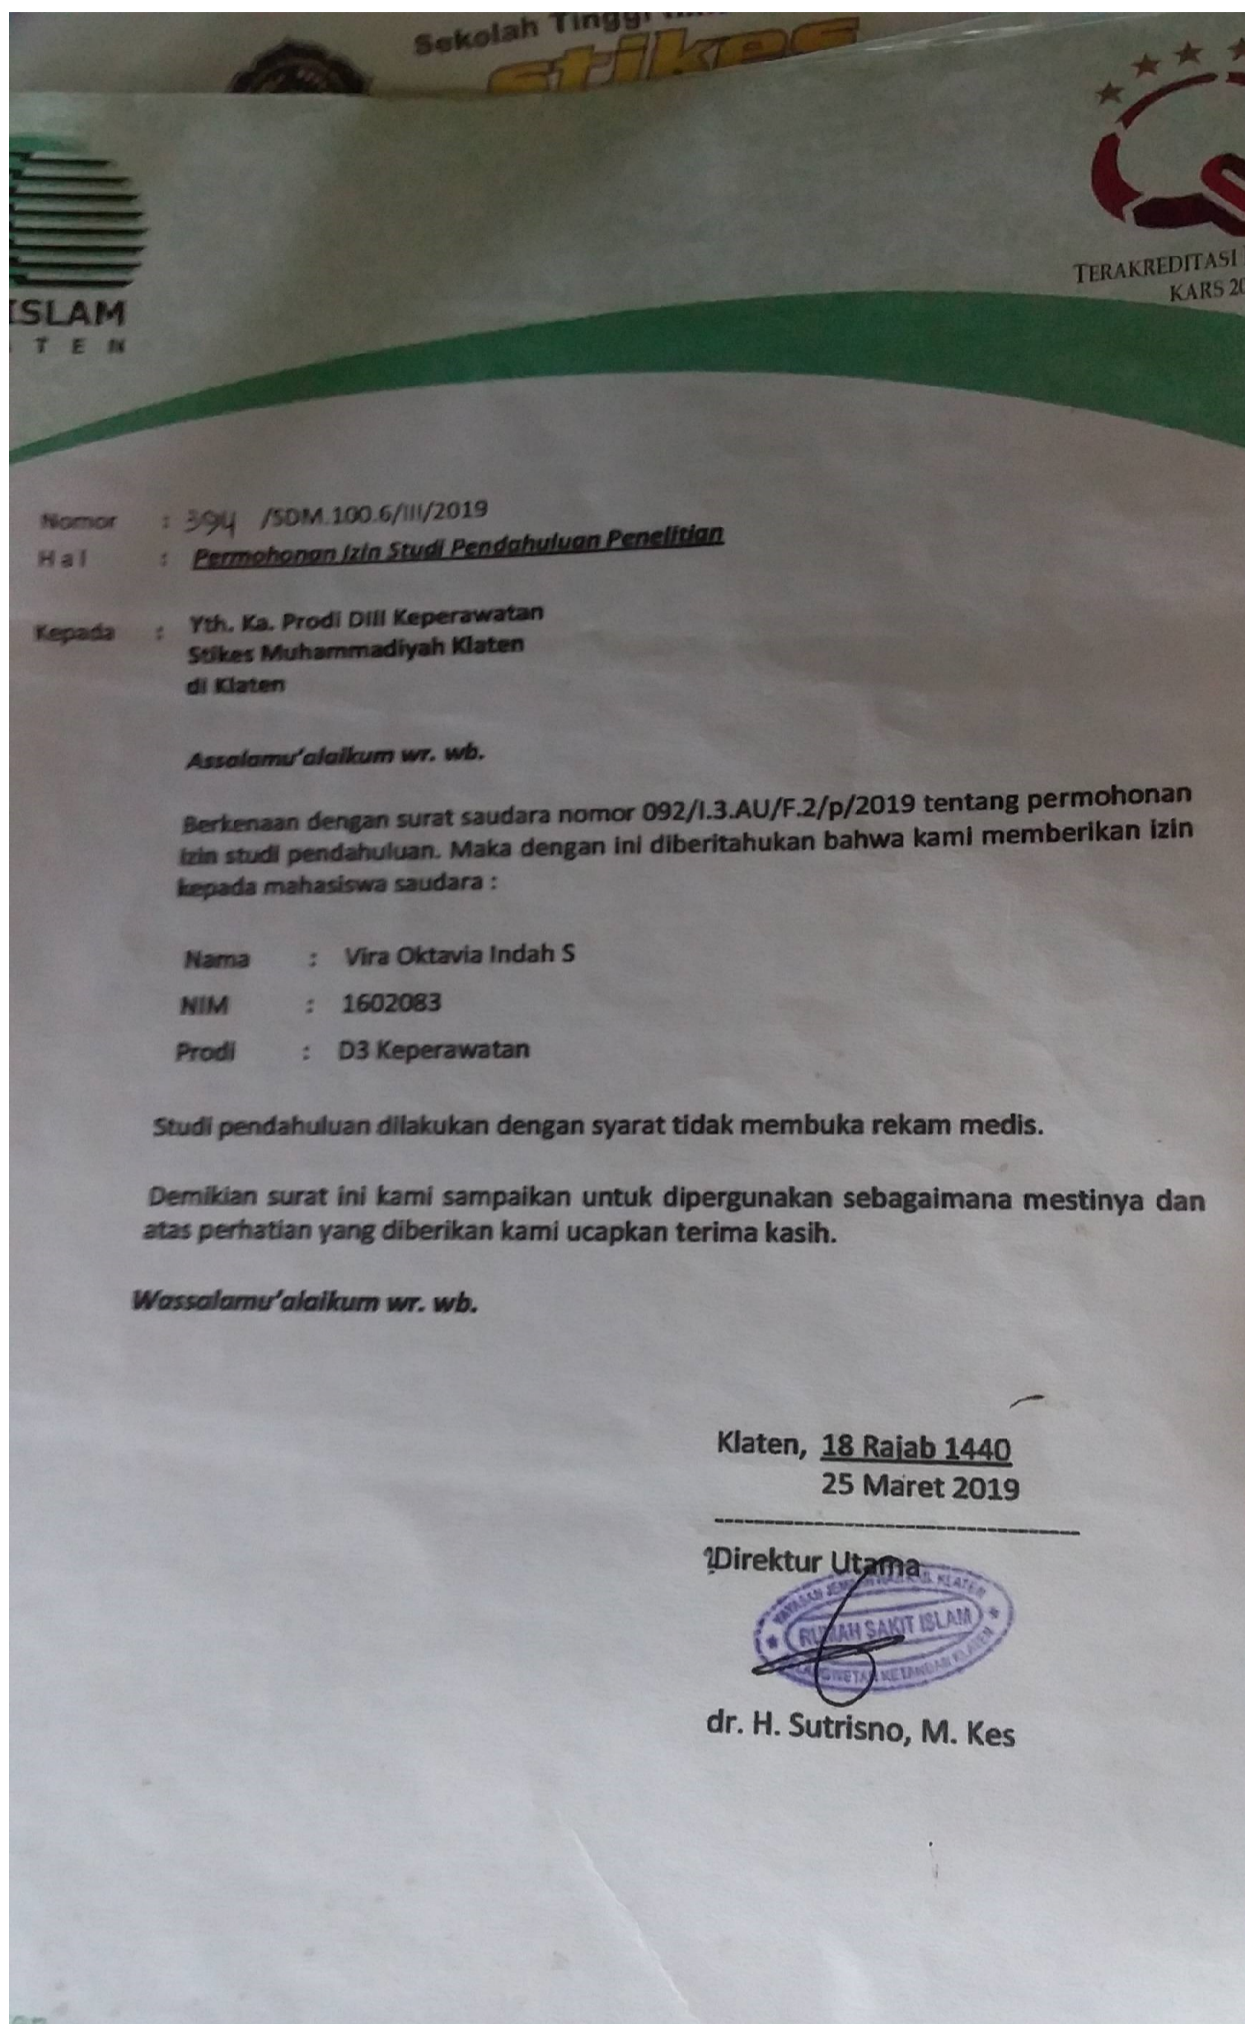 Sekolah Tinggi
stikes
ISLAM
T E N
TERAKREDITASI
KARS 20
Nomor : 394 /SDM.100.6/III/2019
Hal : Permohonan Izin Studi Pendahuluan Penelitian
Kepada : Yth. Ka. Prodi DIII Keperawatan
Stikes Muhammadiyah Klaten
di Klaten
Assalamu'alaikum wr. wb.
Berkenaan dengan surat saudara nomor 092/I.3.AU/F.2/p/2019 tentang permohonan
izin studi pendahuluan. Maka dengan ini diberitahukan bahwa kami memberikan izin
kepada mahasiswa saudara :
Nama : Vira Oktavia Indah S
NIM : 1602083
Prodi : D3 Keperawatan
Studi pendahuluan dilakukan dengan syarat tidak membuka rekam medis.
Demikian surat ini kami sampaikan untuk dipergunakan sebagaimana mestinya dan
atas perhatian yang diberikan kami ucapkan terima kasih.
Wassalamu'alaikum wr. wb.
Klaten, 18 Rajab 1440
25 Maret 2019
Direktur Utama
YAYASAN KLATEN
RUMAH SAKIT ISLAM
KLATEN
dr. H. Sutrisno, M. Kes